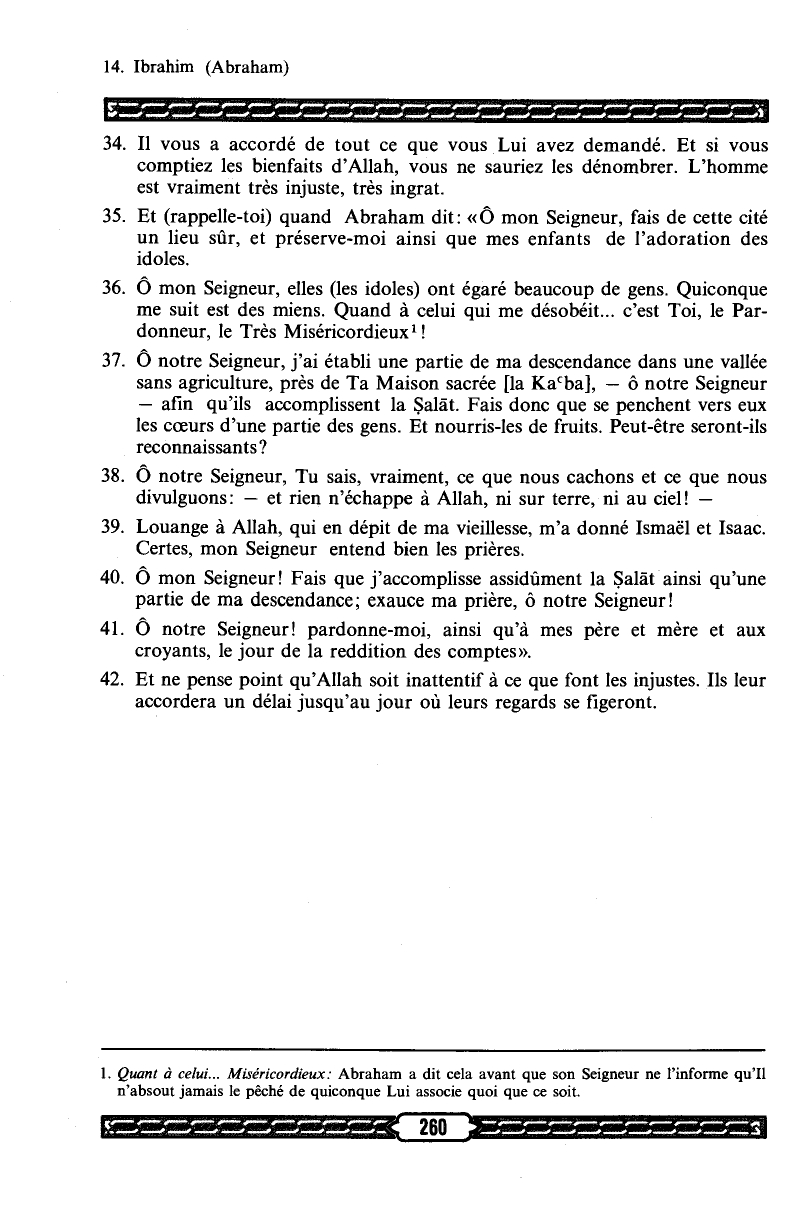 14. Ibrahim (Abraham)
34. Il vous a accordé de tout ce que vous Lui avez demandé. Et si vous
comptiez les bienfaits d'Allah, vous ne sauriez les dénombrer. L'homme
est vraiment très injuste, très ingrat.
35. Et (rappelle-toi) quand Abraham dit: «Ô mon Seigneur, fais de cette cité
un lieu sûr, et préserve-moi ainsi que mes enfants de l'adoration des
idoles.
36. Ô mon Seigneur, elles (les idoles) ont égaré beaucoup de gens. Quiconque
me suit est des miens. Quand à celui qui me désobéit... c'est Toi, le Par-
donneur, le Très Miséricordieux¹!
37. Ô notre Seigneur, j'ai établi une partie de ma descendance dans une vallée
sans agriculture, près de Ta Maison sacrée [la Kaʿba], — ô notre Seigneur
— afin qu'ils accomplissent la Ṣalāt. Fais donc que se penchent vers eux
les cœurs d'une partie des gens. Et nourris-les de fruits. Peut-être seront-ils
reconnaissants?
38. Ô notre Seigneur, Tu sais, vraiment, ce que nous cachons et ce que nous
divulguons: — et rien n'échappe à Allah, ni sur terre, ni au ciel! —
39. Louange à Allah, qui en dépit de ma vieillesse, m'a donné Ismaël et Isaac.
Certes, mon Seigneur entend bien les prières.
40. Ô mon Seigneur! Fais que j'accomplisse assidûment la Ṣalāt ainsi qu'une
partie de ma descendance; exauce ma prière, ô notre Seigneur!
41. Ô notre Seigneur! pardonne-moi, ainsi qu'à mes père et mère et aux
croyants, le jour de la reddition des comptes».
42. Et ne pense point qu'Allah soit inattentif à ce que font les injustes. Ils leur
accordera un délai jusqu'au jour où leurs regards se figeront.
1. Quant à celui... Miséricordieux: Abraham a dit cela avant que son Seigneur ne l'informe qu'Il
n'absout jamais le pêché de quiconque Lui associe quoi que ce soit.
260